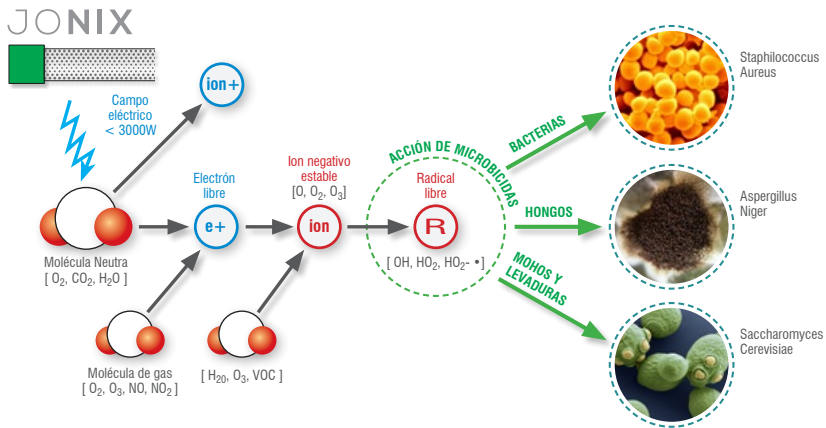 JONIX
Campo
eléctrico
< 3000W
ion+
Molécula Neutra
[ O₂, CO₂, H₂O ]
Electrón
libre
e+
Molécula de gas
[ O₂, O₃, NO, NO₂ ]
Ion negativo
estable
[O, O₂, O₃]
ion
[ H₂₀, O₃, VOC ]
ACCIÓN DE MICROBICIDAS
Radical
libre
R
[ OH, HO₂, HO₂- •]
BACTERIAS
HONGOS
MOHOS Y
LEVADURAS
Staphilococcus
Aureus
Aspergillus
Niger
Saccharomyces
Cerevisiae